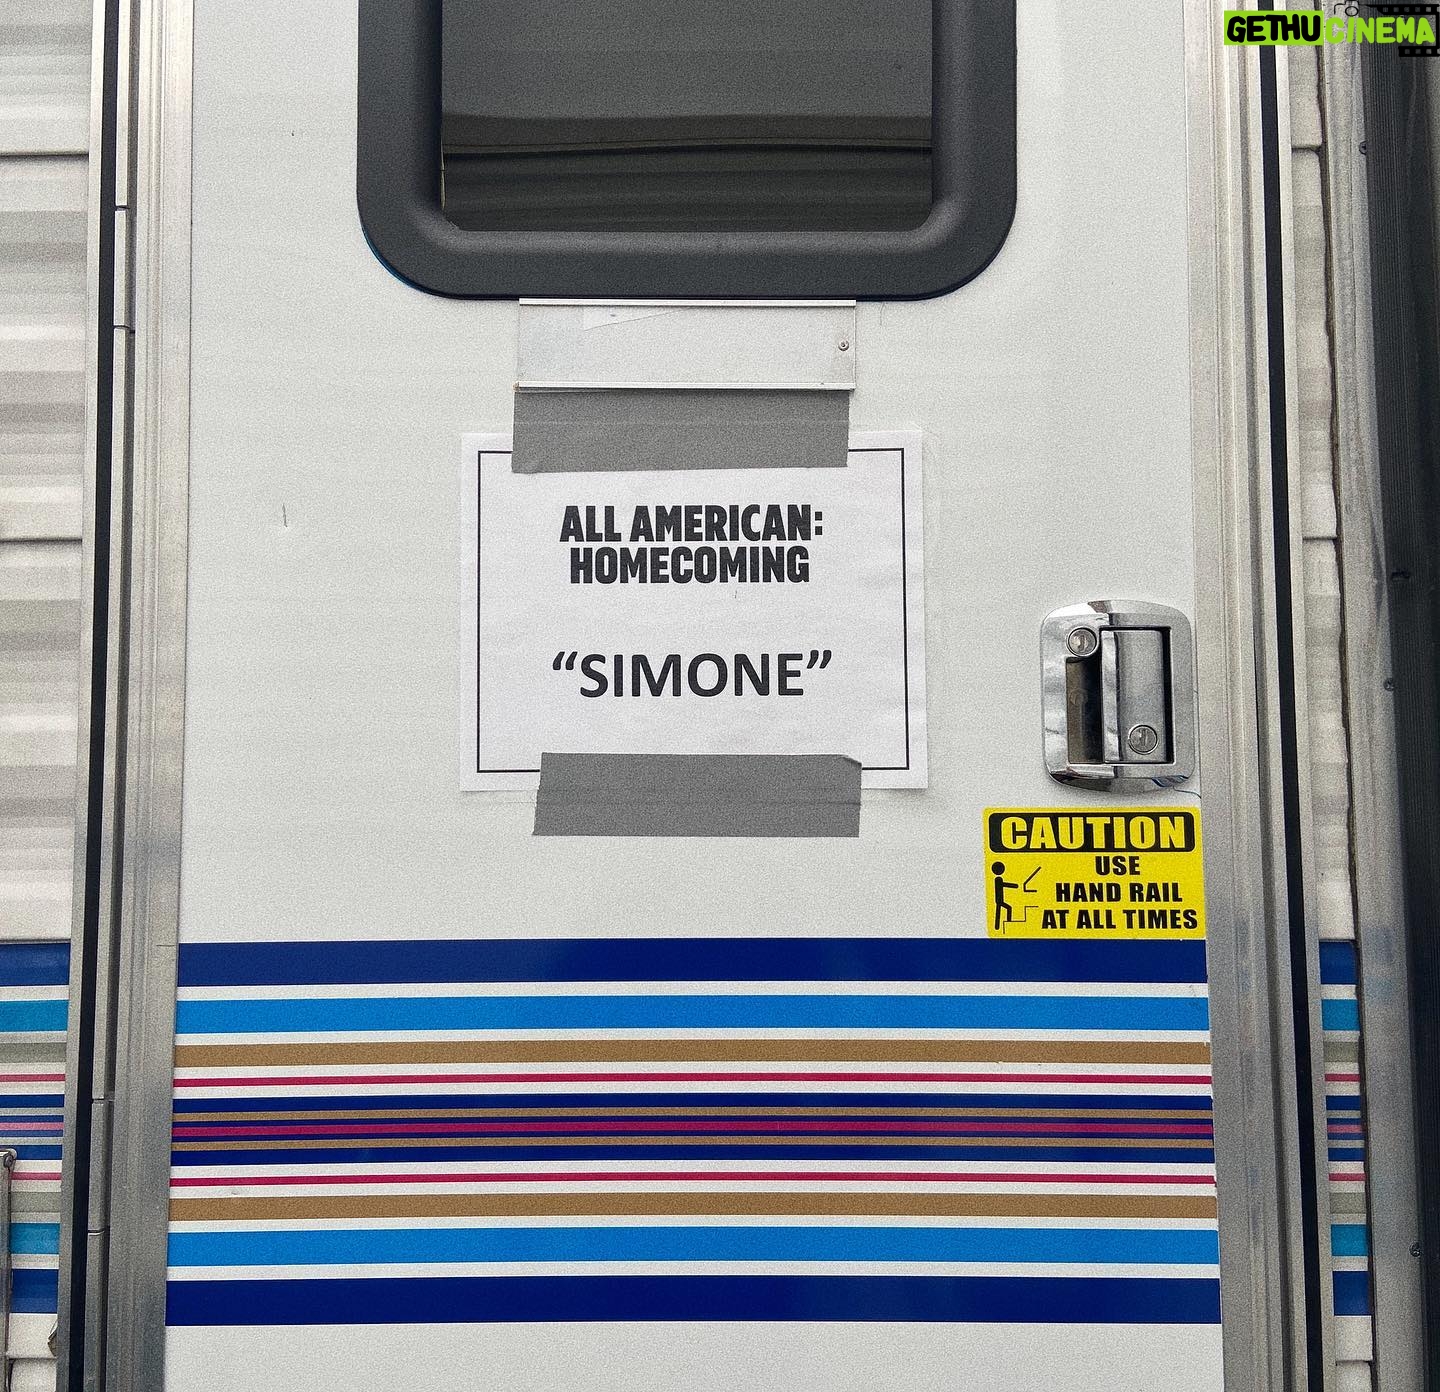 GETHU CINEMA
ALL AMERICAN:
HOMECOMING
“SIMONE”
CAUTION
USE
HAND RAIL
AT ALL TIMES